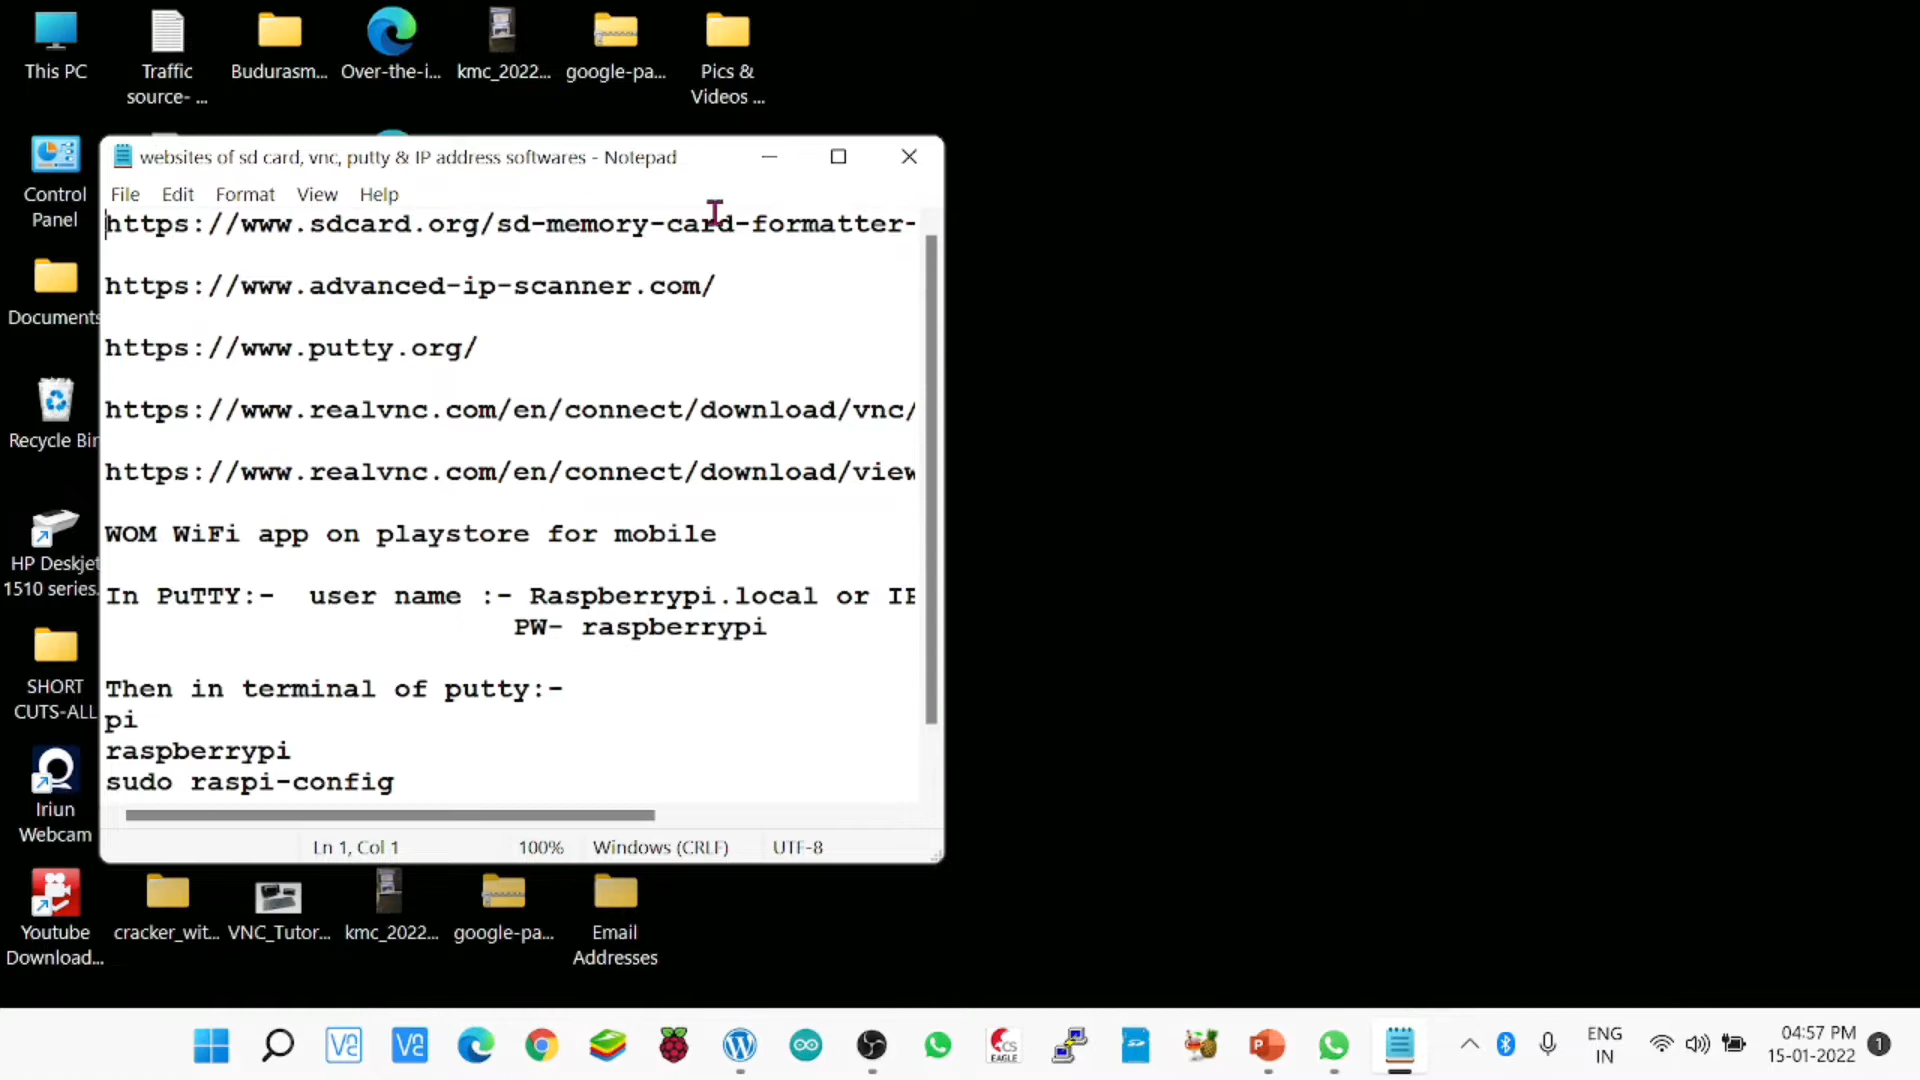 This PC
Traffic
source- ...
Budurasm...
Over-the-i...
kmc_2022...
google-pa...
Pics &
Videos ...
Control
Panel
Documents
Recycle Bin
HP Deskjet
1510 series.
SHORT
CUTS-ALL
Iriun
Webcam
Youtube
Download...
websites of sd card, vnc, putty & IP address softwares - Notepad
File Edit Format View Help
https://www.sdcard.org/sd-memory-card-formatter-
https://www.advanced-ip-scanner.com/
https://www.putty.org/
https://www.realvnc.com/en/connect/download/vnc/
https://www.realvnc.com/en/connect/download/view
WOM WiFi app on playstore for mobile
In PuTTY:- user name :- Raspberrypi.local or IP
PW- raspberrypi
Then in terminal of putty:-
pi
raspberrypi
sudo raspi-config
Ln 1, Col 1 100% Windows (CRLF) UTF-8
cracker_wit...
VNC_Tutor...
kmc_2022...
google-pa...
Email
Addresses
V2
V2
CS
EAGLE
ENG
IN
04:57 PM
15-01-2022
1